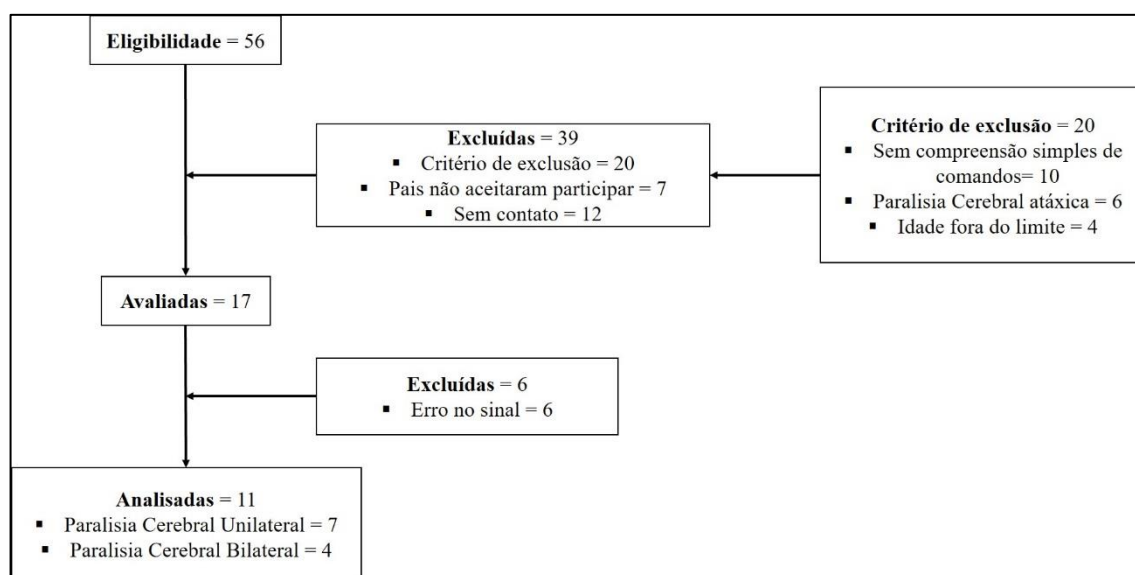 Eligibilidade = 56
Excluídas = 39
▪ Critério de exclusão = 20
▪ Pais não aceitaram participar = 7
▪ Sem contato = 12
Critério de exclusão = 20
▪ Sem compreensão simples de
comandos= 10
▪ Paralisia Cerebral atáxica = 6
▪ Idade fora do limite = 4
Avaliadas = 17
Excluídas = 6
▪ Erro no sinal = 6
Analisadas = 11
▪ Paralisia Cerebral Unilateral = 7
▪ Paralisia Cerebral Bilateral = 4